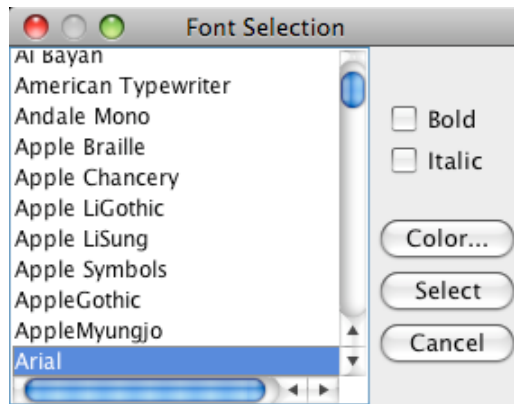 Font Selection
Al Bayan
American Typewriter
Andale Mono
Apple Braille
Apple Chancery
Apple LiGothic
Apple LiSung
Apple Symbols
AppleGothic
AppleMyungjo
Arial
Bold
Italic
Color...
Select
Cancel